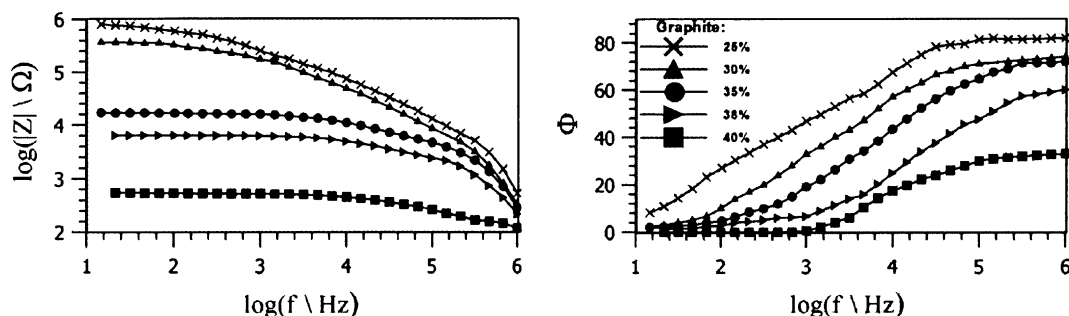 6
5
4
3
2
log(|Z| \ Ω)
1 2 3 4 5 6
log(f \ Hz)
80
60
40
20
0
Φ
Graphite:
25%
30%
35%
38%
40%
1 2 3 4 5 6
log(f \ Hz)